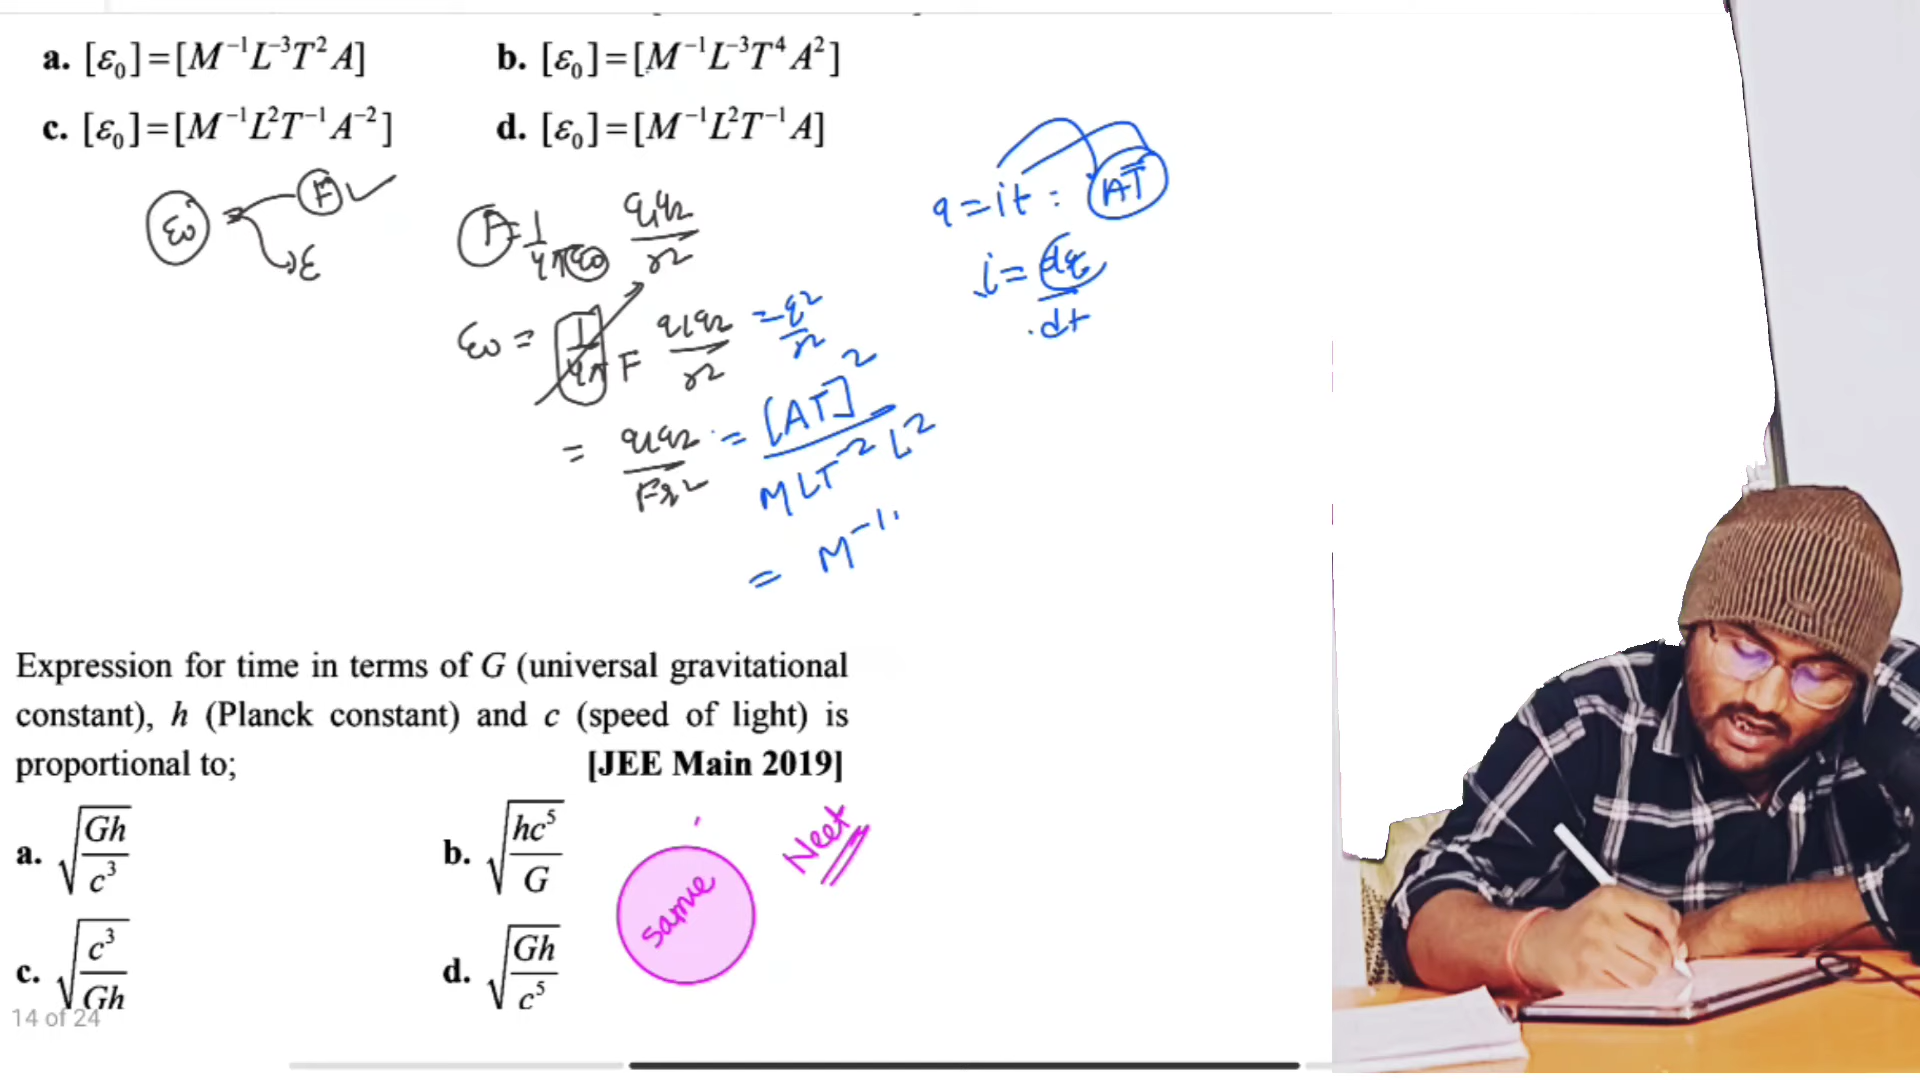 a. [ε₀]=[M⁻¹L⁻³T²A]
b. [ε₀]=[M⁻¹L⁻³T⁴A²]
c. [ε₀]=[M⁻¹L²T⁻¹A⁻²]
d. [ε₀]=[M⁻¹L²T⁻¹A]
ε₀ F
ε
F=1/4πε₀ q₁q₂/r²
q=it: AT
i=dq/dt
ε₀= 1/4π F q₁q₂/r² = q²/r²
= q₁q₂/Fr² = [AT]²/MLT⁻²L²
= M⁻¹
Expression for time in terms of G (universal gravitational
constant), h (Planck constant) and c (speed of light) is
proportional to; [JEE Main 2019]
a. √(Gh/c³)
b. √(hc⁵/G)
same
Neet
c. √(c³/Gh)
d. √(Gh/c⁵)
14 of 24